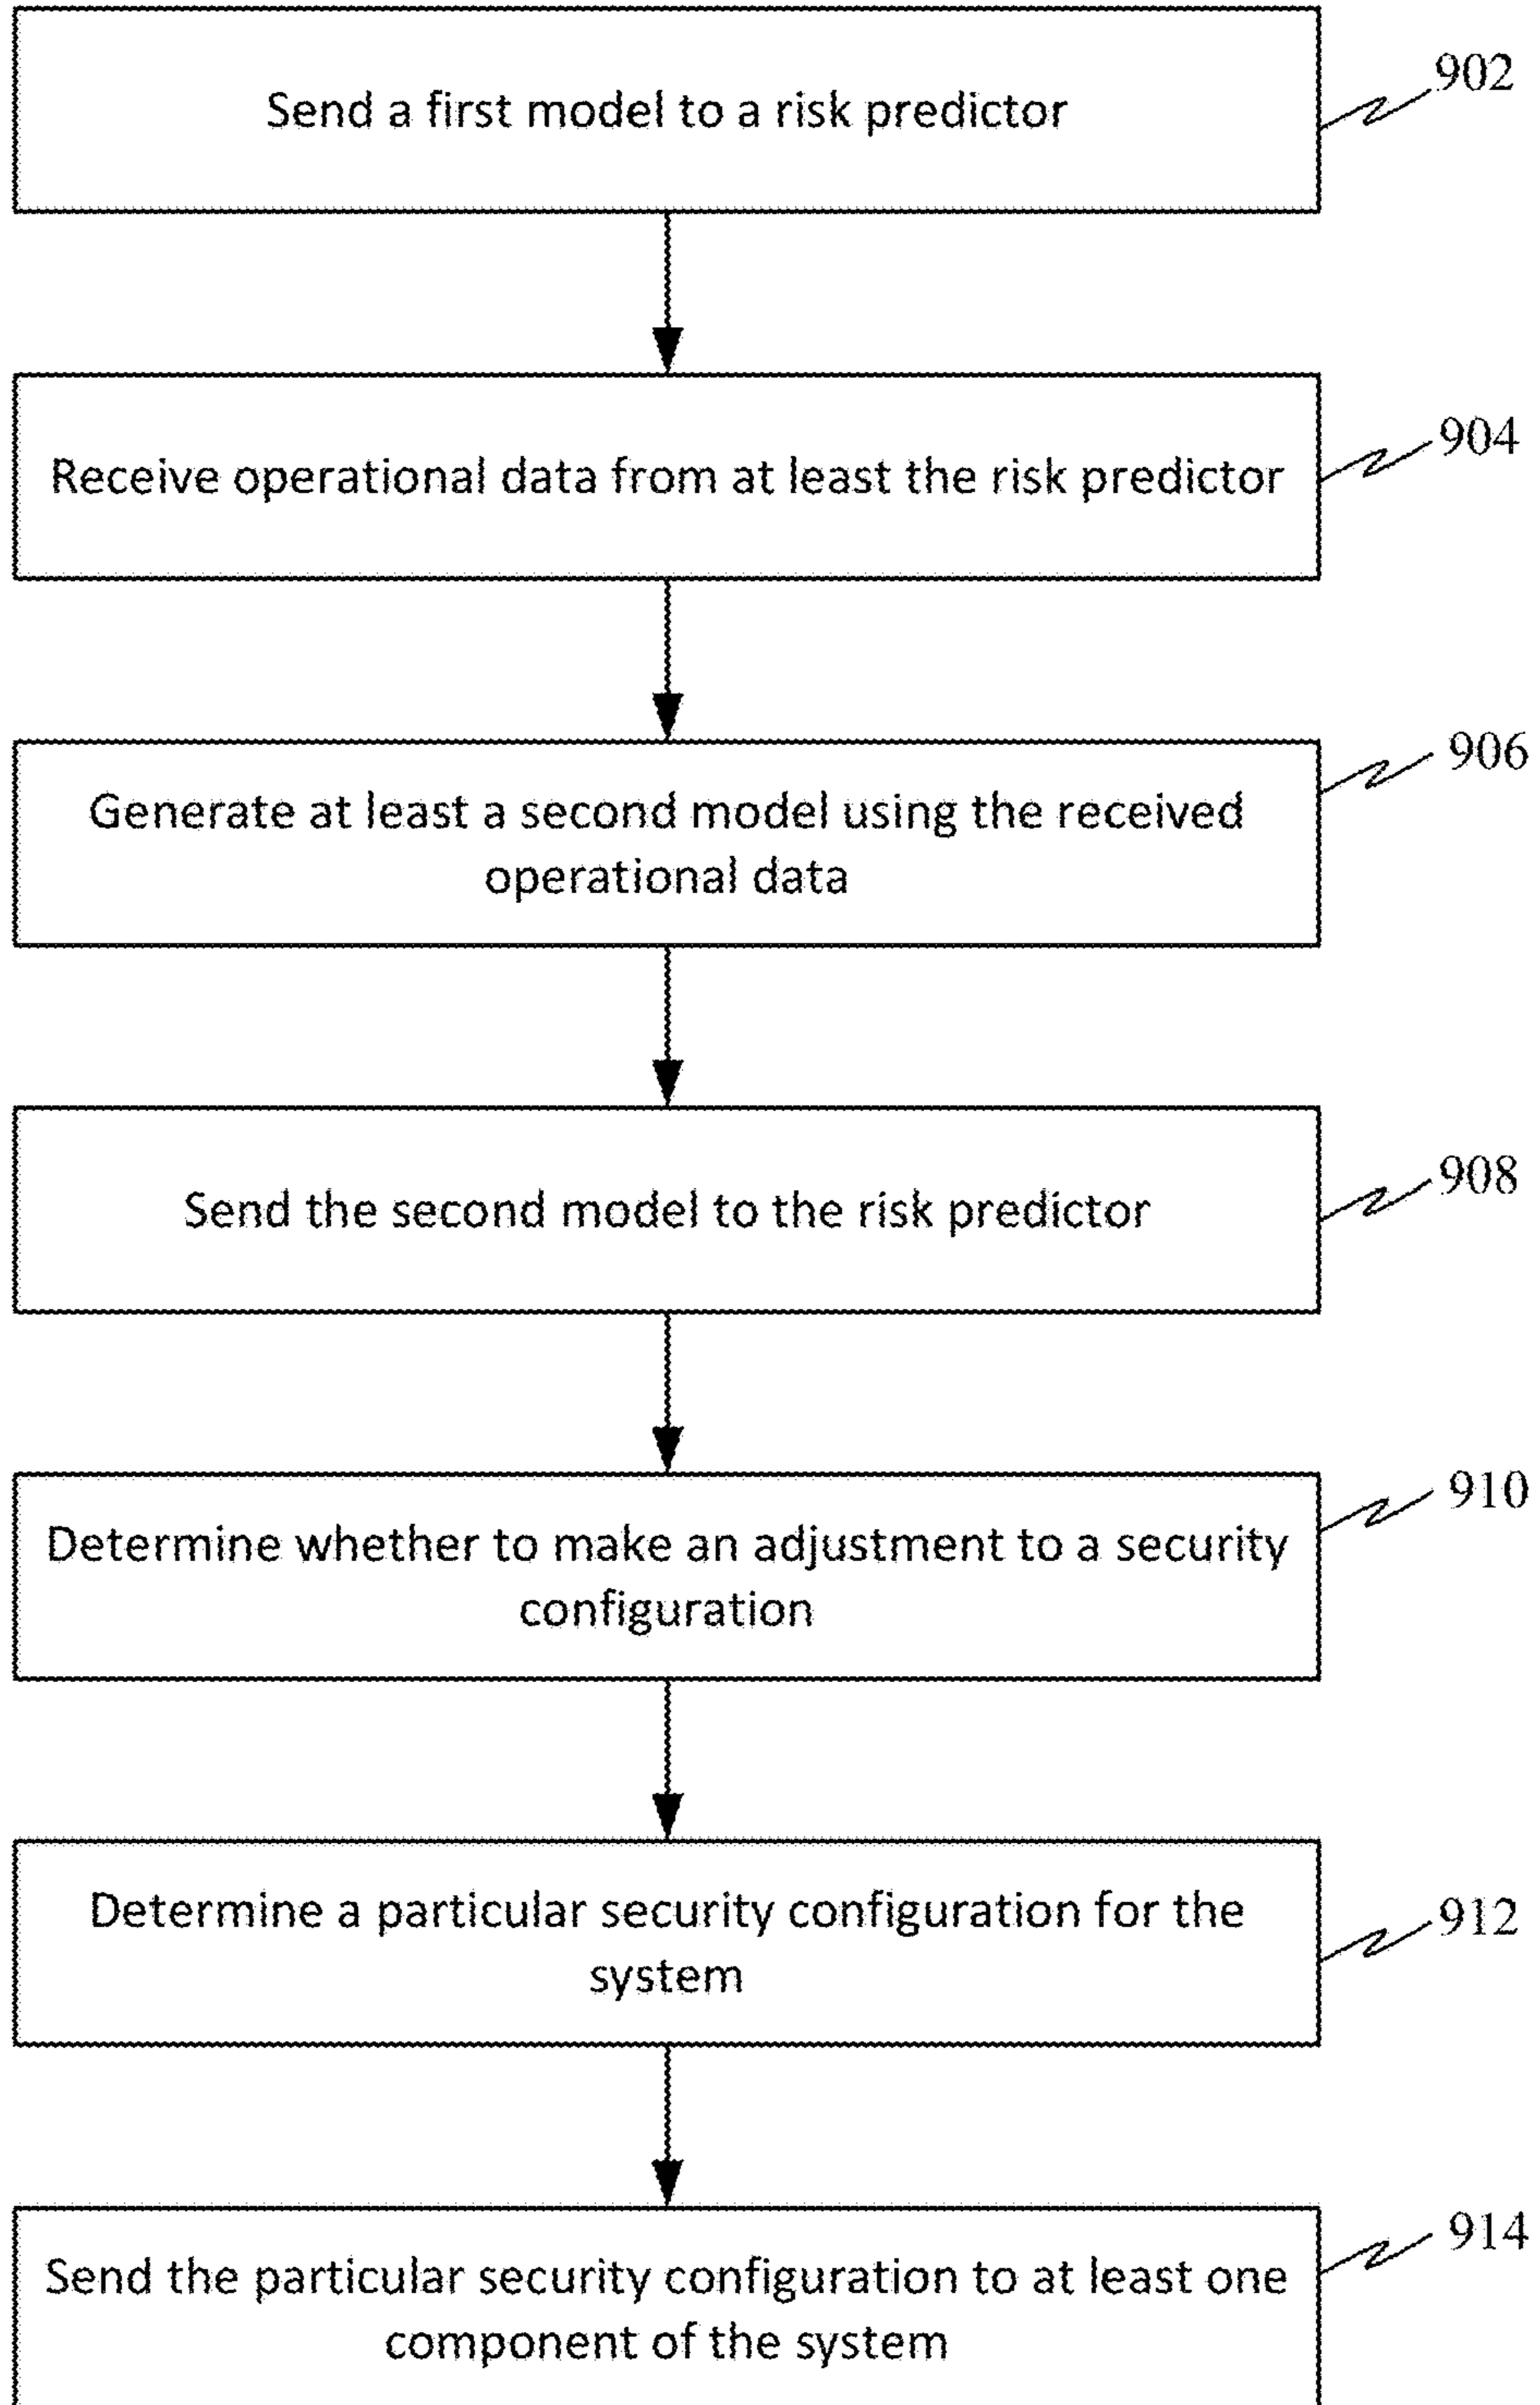 Send a first model to a risk predictor
902
Receive operational data from at least the risk predictor
904
Generate at least a second model using the received
operational data
906
Send the second model to the risk predictor
908
Determine whether to make an adjustment to a security
configuration
910
Determine a particular security configuration for the
system
912
Send the particular security configuration to at least one
component of the system
914